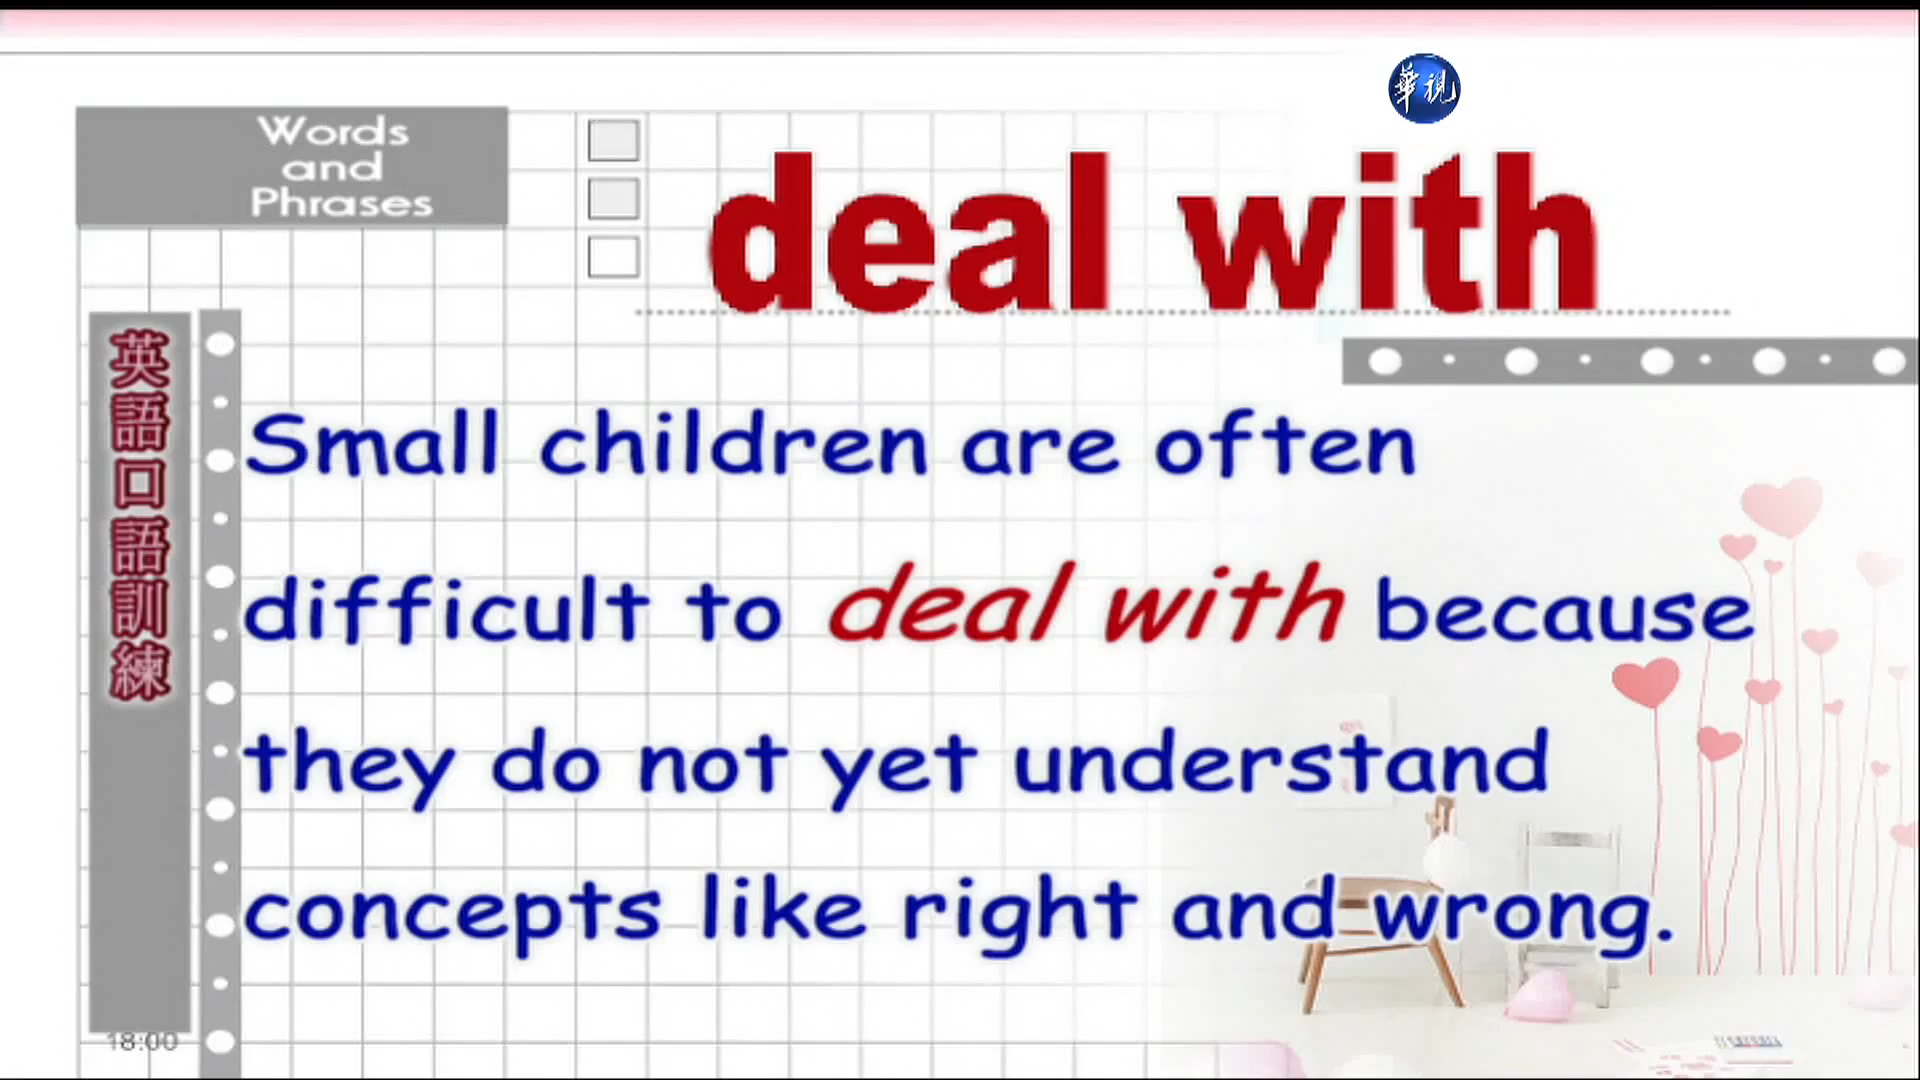 華視
Words
and
Phrases
deal with
英語口語訓練
Small children are often
difficult to deal with because
they do not yet understand
concepts like right and wrong.
18:00